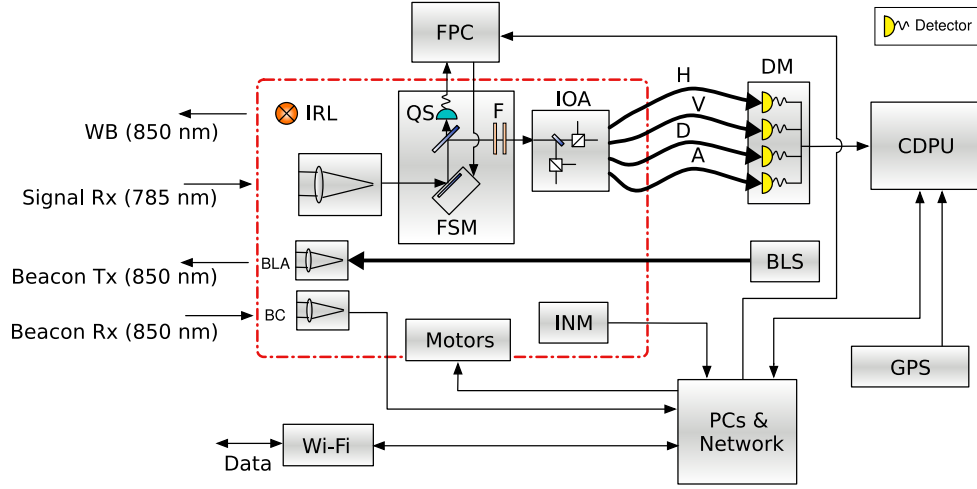 FPC
Detector
H
DM
IOA
QS
F
V
IRL
WB (850 nm)
D
CDPU
A
Signal Rx (785 nm)
FSM
BLA
BLS
Beacon Tx (850 nm)
BC
INM
Beacon Rx (850 nm)
Motors
GPS
PCs &
Network
Wi-Fi
Data